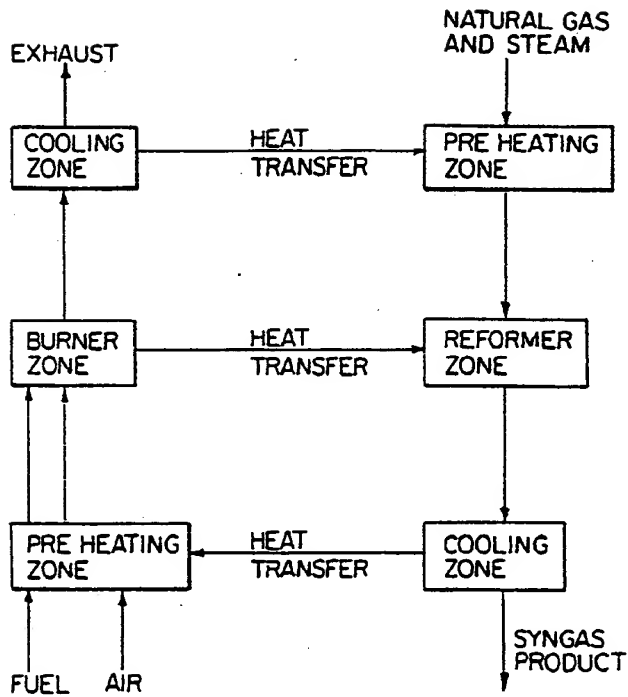 NATURAL GAS
AND STEAM
EXHAUST
COOLING
ZONE
HEAT
TRANSFER
PRE HEATING
ZONE
BURNER
ZONE
HEAT
TRANSFER
REFORMER
ZONE
PRE HEATING
ZONE
HEAT
TRANSFER
COOLING
ZONE
SYNGAS
PRODUCT
FUEL
AIR